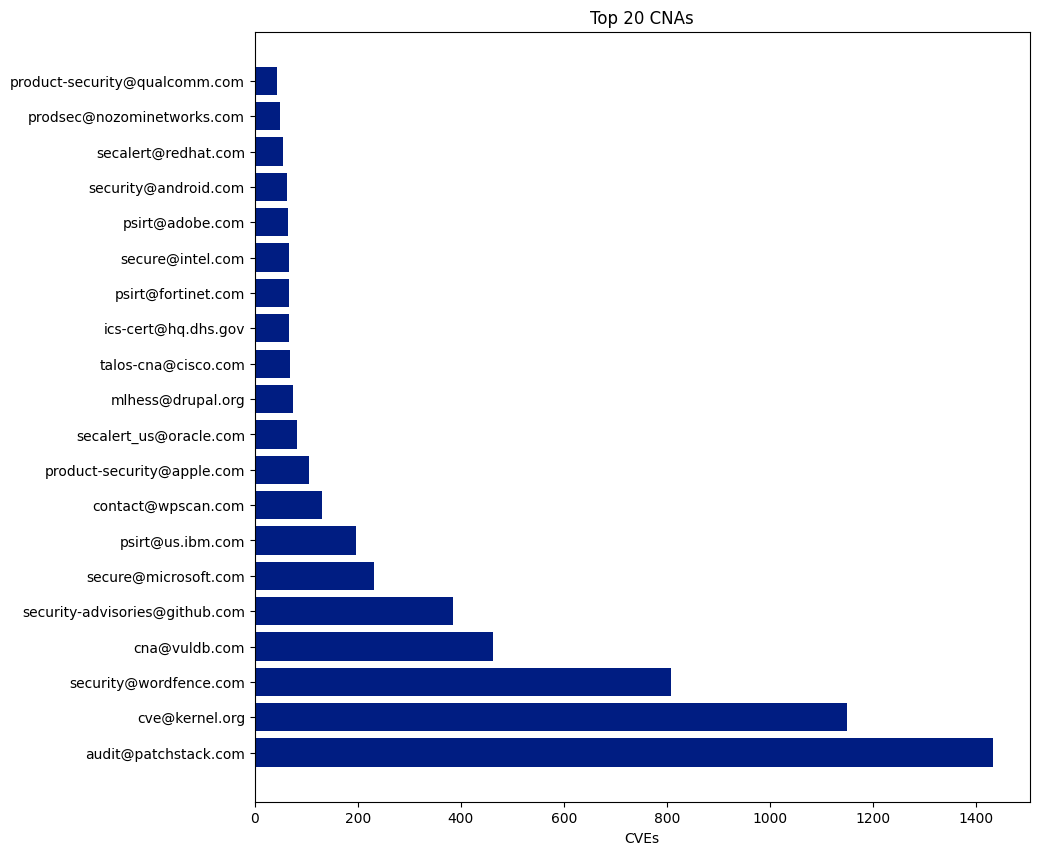 Top 20 CNAs
product-security@qualcomm.com
prodsec@nozominetworks.com
secalert@redhat.com
security@android.com
psirt@adobe.com
secure@intel.com
psirt@fortinet.com
ics-cert@hq.dhs.gov
talos-cna@cisco.com
mlhess@drupal.org
secalert_us@oracle.com
product-security@apple.com
contact@wpscan.com
psirt@us.ibm.com
secure@microsoft.com
security-advisories@github.com
cna@vuldb.com
security@wordfence.com
cve@kernel.org
audit@patchstack.com
0 200 400 600 800 1000 1200 1400
CVEs